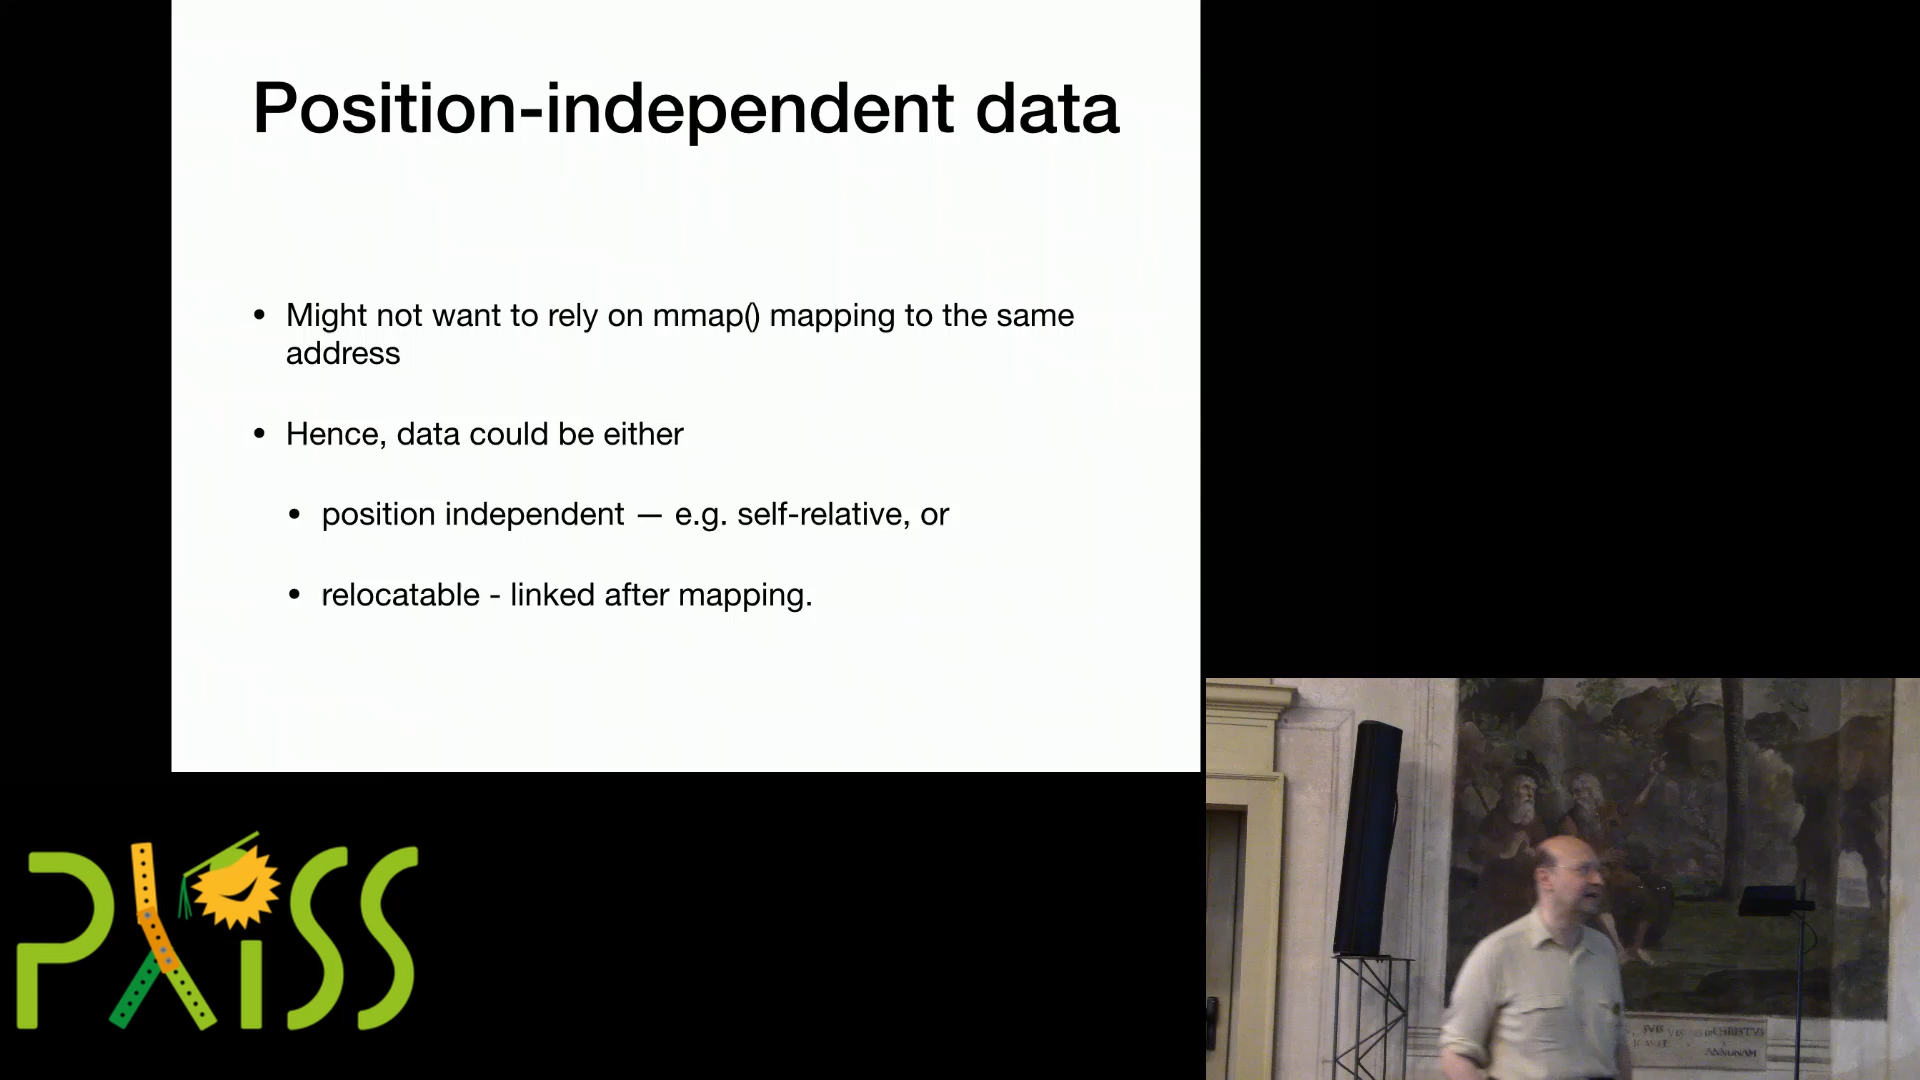 Position-independent data
• Might not want to rely on mmap() mapping to the same
address
• Hence, data could be either
• position independent — e.g. self-relative, or
• relocatable - linked after mapping.
PλiSS